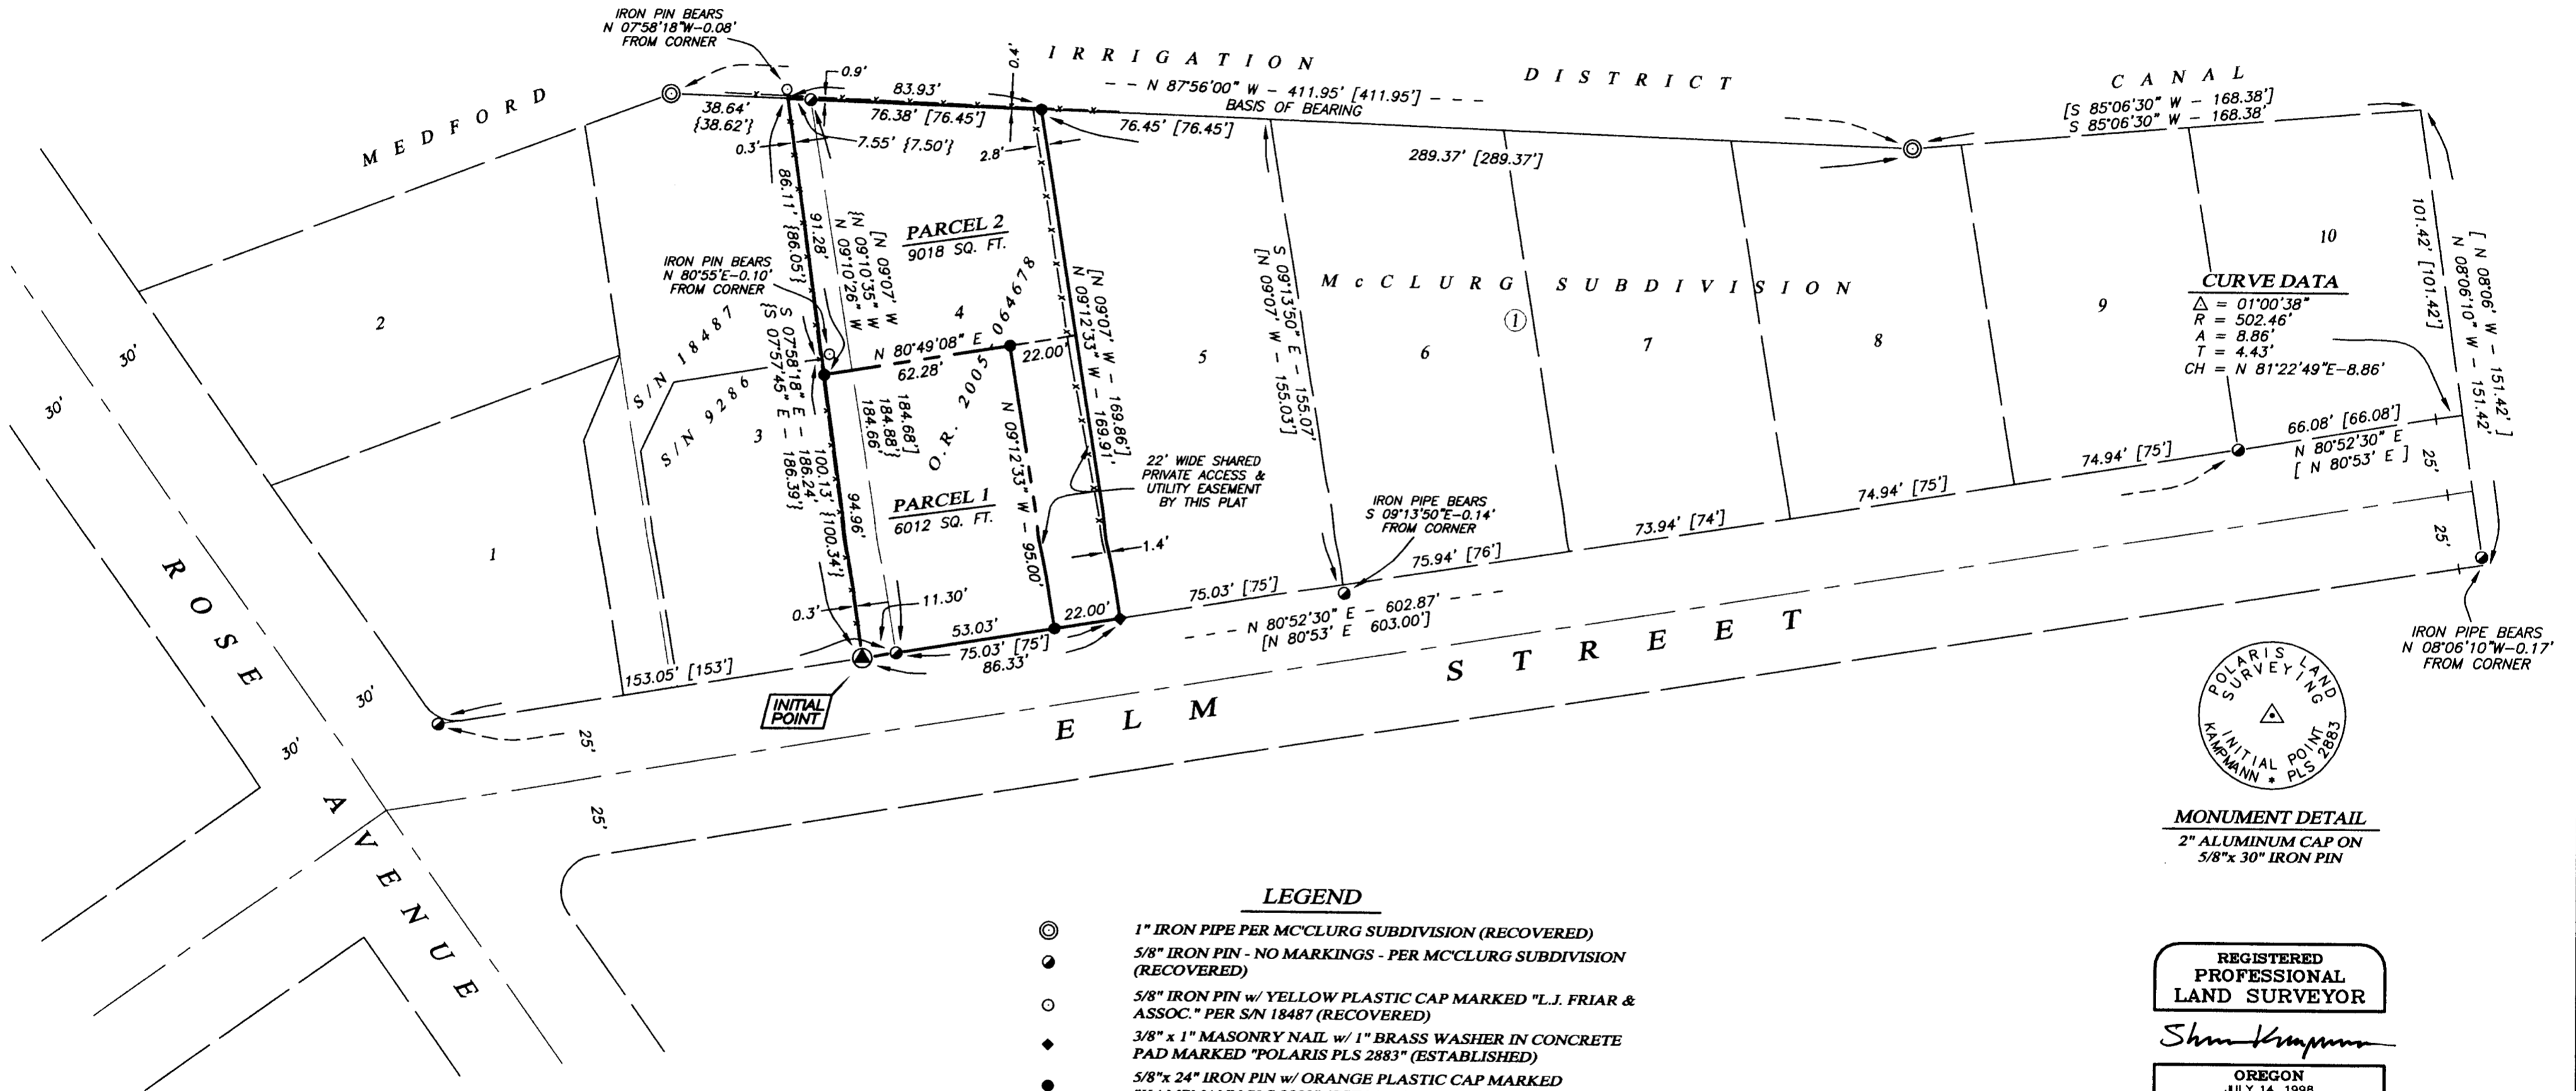 IRON PIN BEARS
N 07°58'18"W-0.08'
FROM CORNER
MEDFORD
IRRIGATION
DISTRICT
CANAL
- - N 87°56'00" W - 411.95' [411.95'] - - -
BASIS OF BEARING
[S 85°06'30" W - 168.38']
S 85°06'30" W - 168.38'
0.9'
83.93'
0.4'
38.64'
{38.62'}
76.38' [76.45']
76.45' [76.45']
0.3'
7.55' {7.50'}
2.8'
289.37' [289.37']
86.11' {86.05'}
91.28'
{N 09°10'35" W
N 09°10'26" W
[N 09°07' W
PARCEL 2
9018 SQ. FT.
IRON PIN BEARS
N 80°55'E-0.10'
FROM CORNER
[N 09°07' W - 169.86']
N 09°12'33" W - 169.91'
S 09°13'50" E - 155.07'
[N 09°07' W - 155.03']
McCLURG SUBDIVISION
1
101.42' [101.42']
[ N 08°06' W - 151.42' ]
N 08°06'10" W - 151.42'
10
CURVE DATA
△ = 01°00'38"
R = 502.46'
A = 8.86'
T = 4.43'
CH = N 81°22'49"E-8.86'
2
30'
30'
S/N 18487
S/N 9286
3
S 07°58'18" E - 186.24'
{S 07°57'45" E - 186.39'}
4
N 80°49'08" E
62.28'
22.00'
O.R. 2005-064678
5
6
7
8
9
184.68']
184.88'}
184.66'
100.13' {100.34'}
94.96'
N 09°12'33" W - 95.00'
PARCEL 1
6012 SQ. FT.
22' WIDE SHARED
PRIVATE ACCESS &
UTILITY EASEMENT
BY THIS PLAT
IRON PIPE BEARS
S 09°13'50"E-0.14'
FROM CORNER
66.08' [66.08']
N 80°52'30" E
[ N 80°53' E ]
74.94' [75']
74.94' [75']
73.94' [74']
75.94' [76']
75.03' [75']
25'
25'
1
1.4'
0.3'
11.30'
53.03'
22.00'
75.03' [75']
86.33'
- - - N 80°52'30" E - 602.87' - - -
[N 80°53' E 603.00']
153.05' [153']
INITIAL
POINT
30'
30'
25'
25'
ROSE AVENUE
ELM STREET
IRON PIPE BEARS
N 08°06'10"W-0.17'
FROM CORNER
POLARIS LAND
SURVEYING
INITIAL POINT
KAMPMANN * PLS 2883
MONUMENT DETAIL
2" ALUMINUM CAP ON
5/8"x 30" IRON PIN
LEGEND
1" IRON PIPE PER MC'CLURG SUBDIVISION (RECOVERED)
5/8" IRON PIN - NO MARKINGS - PER MC'CLURG SUBDIVISION
(RECOVERED)
5/8" IRON PIN w/ YELLOW PLASTIC CAP MARKED "L.J. FRIAR &
ASSOC." PER S/N 18487 (RECOVERED)
3/8" x 1" MASONRY NAIL w/ 1" BRASS WASHER IN CONCRETE
PAD MARKED "POLARIS PLS 2883" (ESTABLISHED)
5/8"x 24" IRON PIN w/ ORANGE PLASTIC CAP MARKED
REGISTERED
PROFESSIONAL
LAND SURVEYOR
OREGON
JULY 14, 1998